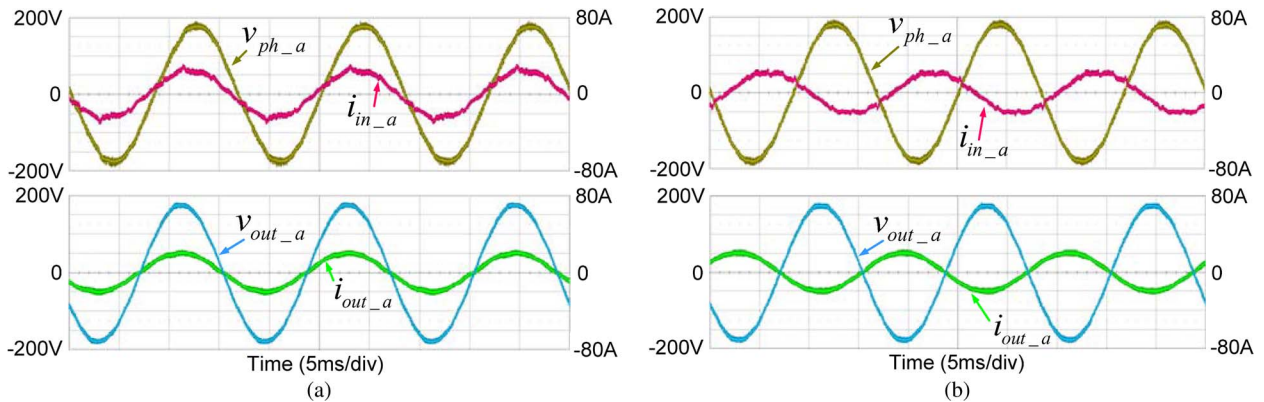 200V
80A
v_ph_a
0
0
i_in_a
-200V
-80A
200V
80A
v_out_a
0
0
i_out_a
-200V
-80A
Time (5ms/div)
(a)
200V
80A
v_ph_a
0
0
i_in_a
-200V
-80A
200V
80A
v_out_a
0
0
i_out_a
-200V
-80A
Time (5ms/div)
(b)